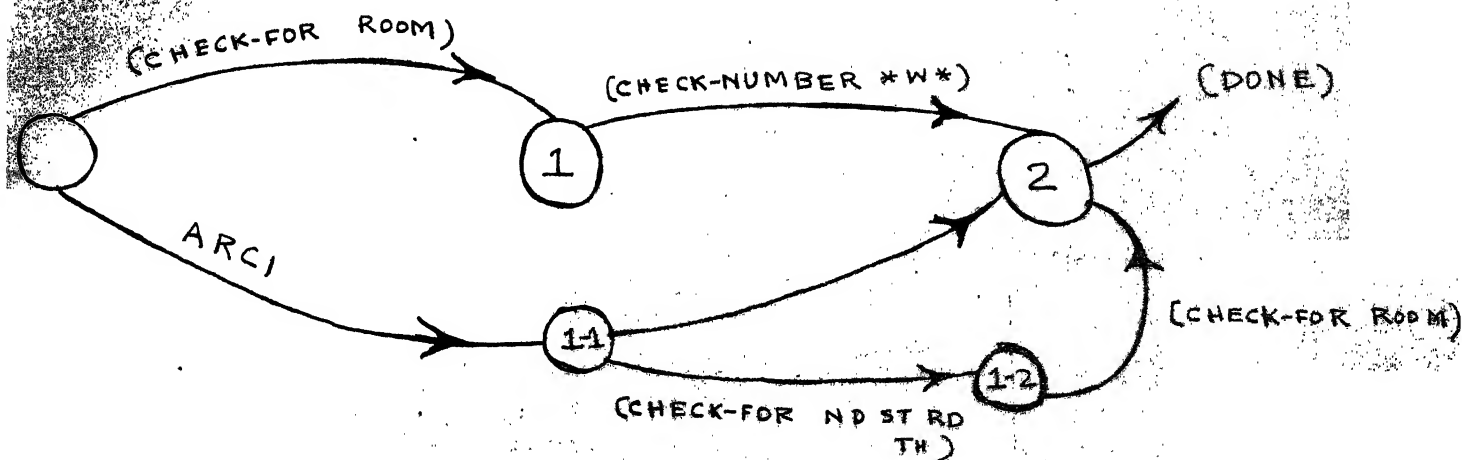 (CHECK-FOR ROOM)
(CHECK-NUMBER *W*)
(DONE)
1
2
ARC1
1-1
(CHECK-FOR ROOM)
1-2
(CHECK-FOR ND ST RD
TH)